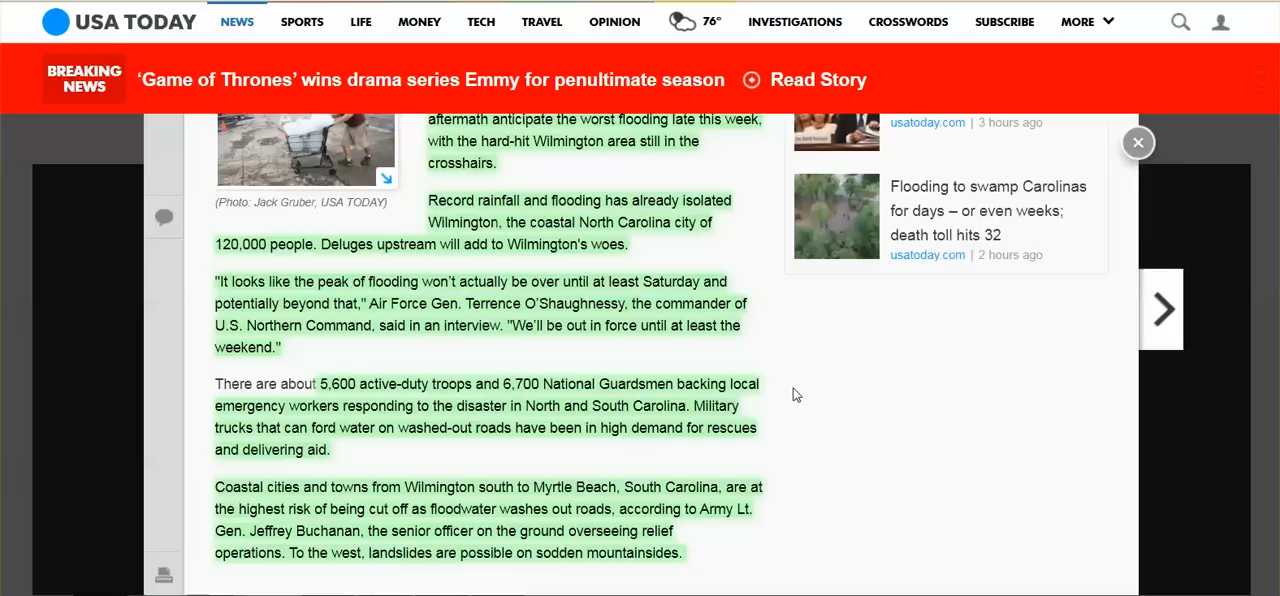 USA TODAY
NEWS SPORTS LIFE MONEY TECH TRAVEL OPINION 76° INVESTIGATIONS CROSSWORDS SUBSCRIBE MORE
BREAKING
NEWS
‘Game of Thrones’ wins drama series Emmy for penultimate season Read Story
aftermath anticipate the worst flooding late this week,
with the hard-hit Wilmington area still in the
crosshairs.
(Photo: Jack Gruber, USA TODAY)
Record rainfall and flooding has already isolated
Wilmington, the coastal North Carolina city of
120,000 people. Deluges upstream will add to Wilmington's woes.
"It looks like the peak of flooding won’t actually be over until at least Saturday and
potentially beyond that," Air Force Gen. Terrence O’Shaughnessy, the commander of
U.S. Northern Command, said in an interview. "We’ll be out in force until at least the
weekend."
There are about 5,600 active-duty troops and 6,700 National Guardsmen backing local
emergency workers responding to the disaster in North and South Carolina. Military
trucks that can ford water on washed-out roads have been in high demand for rescues
and delivering aid.
Coastal cities and towns from Wilmington south to Myrtle Beach, South Carolina, are at
the highest risk of being cut off as floodwater washes out roads, according to Army Lt.
Gen. Jeffrey Buchanan, the senior officer on the ground overseeing relief
operations. To the west, landslides are possible on sodden mountainsides.
usatoday.com | 3 hours ago
Flooding to swamp Carolinas
for days – or even weeks;
death toll hits 32
usatoday.com | 2 hours ago